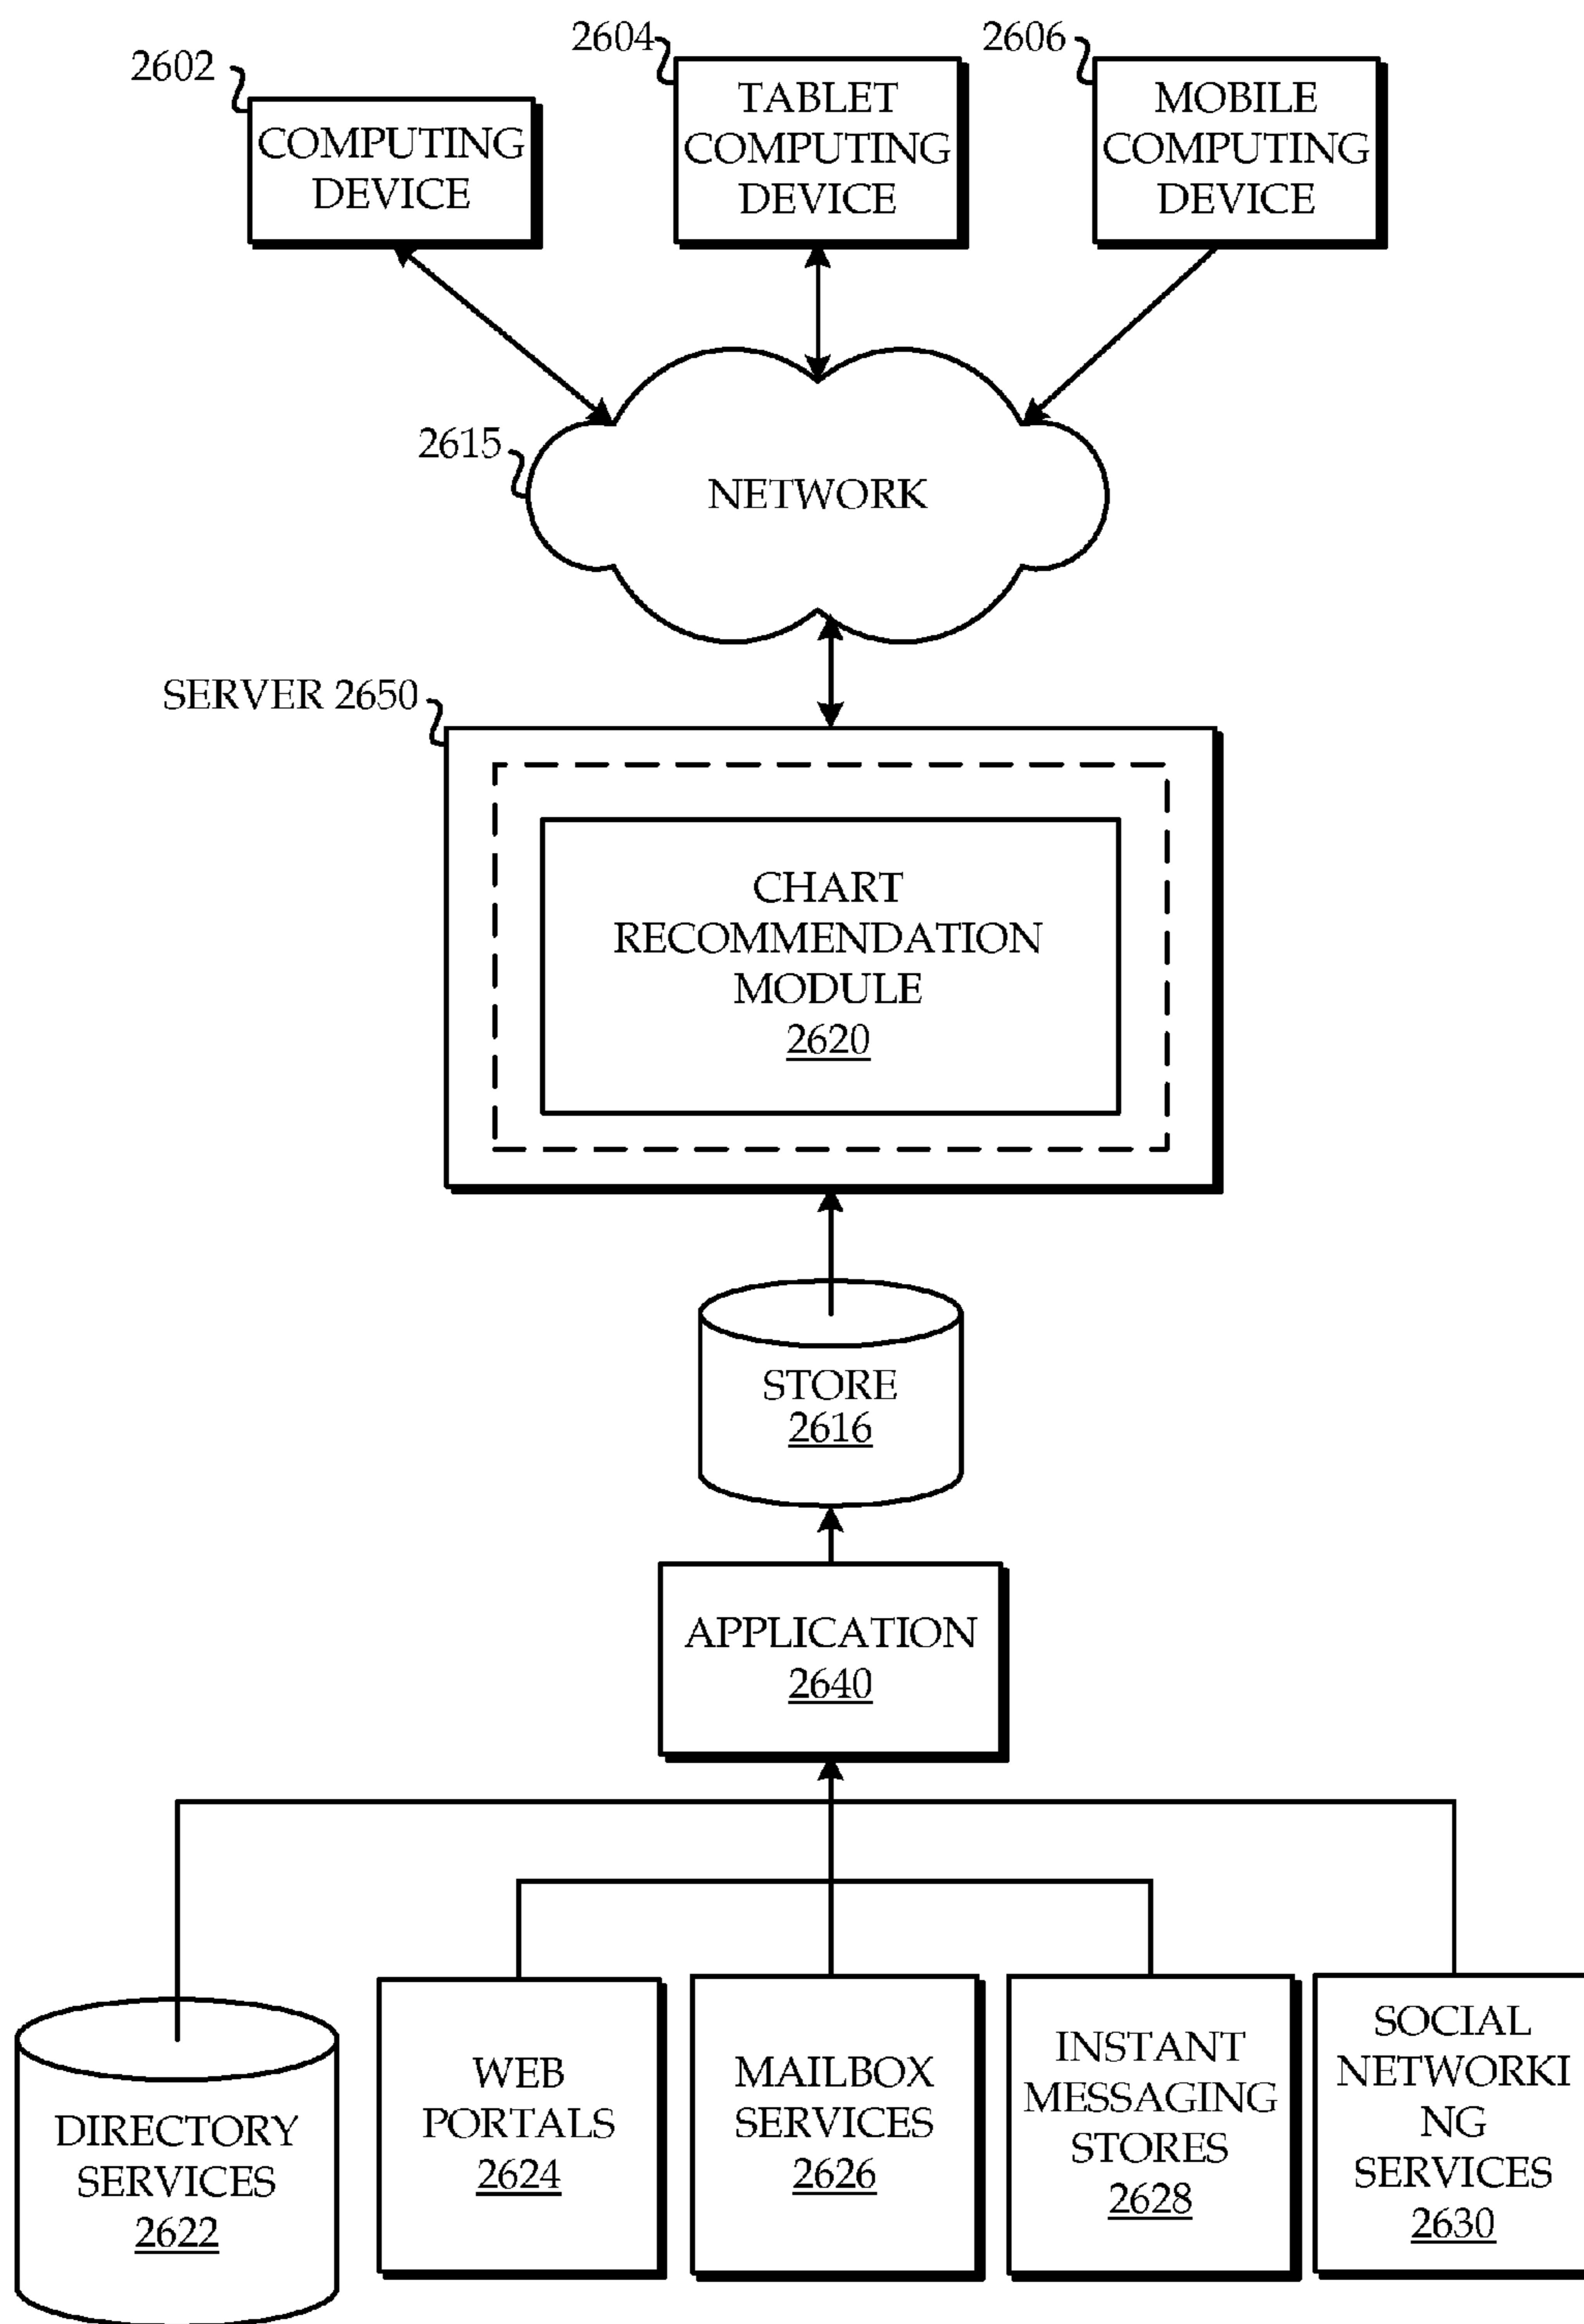 2602
COMPUTING
DEVICE
2604
TABLET
COMPUTING
DEVICE
2606
MOBILE
COMPUTING
DEVICE
2615
NETWORK
SERVER 2650
CHART
RECOMMENDATION
MODULE
2620
STORE
2616
APPLICATION
2640
DIRECTORY
SERVICES
2622
WEB
PORTALS
2624
MAILBOX
SERVICES
2626
INSTANT
MESSAGING
STORES
2628
SOCIAL
NETWORKI
NG
SERVICES
2630